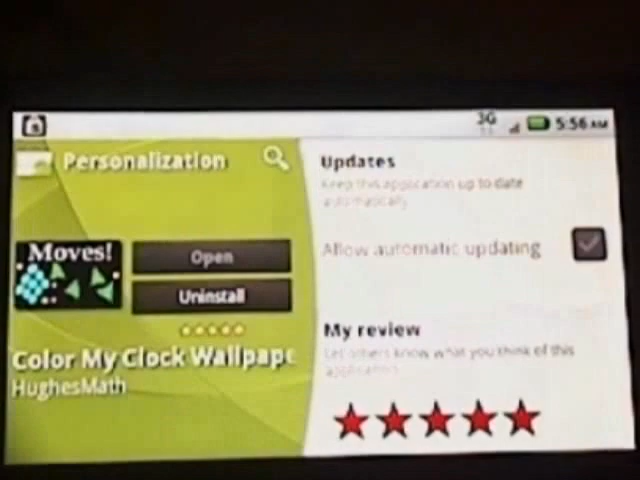 3G
5:56 AM
Personalization
Moves!
Open
Uninstall
Color My Clock Wallpape
HughesMath
Updates
Keep this application up to date
automatically
Allow automatic updating
My review
Let others know what you think of this
application